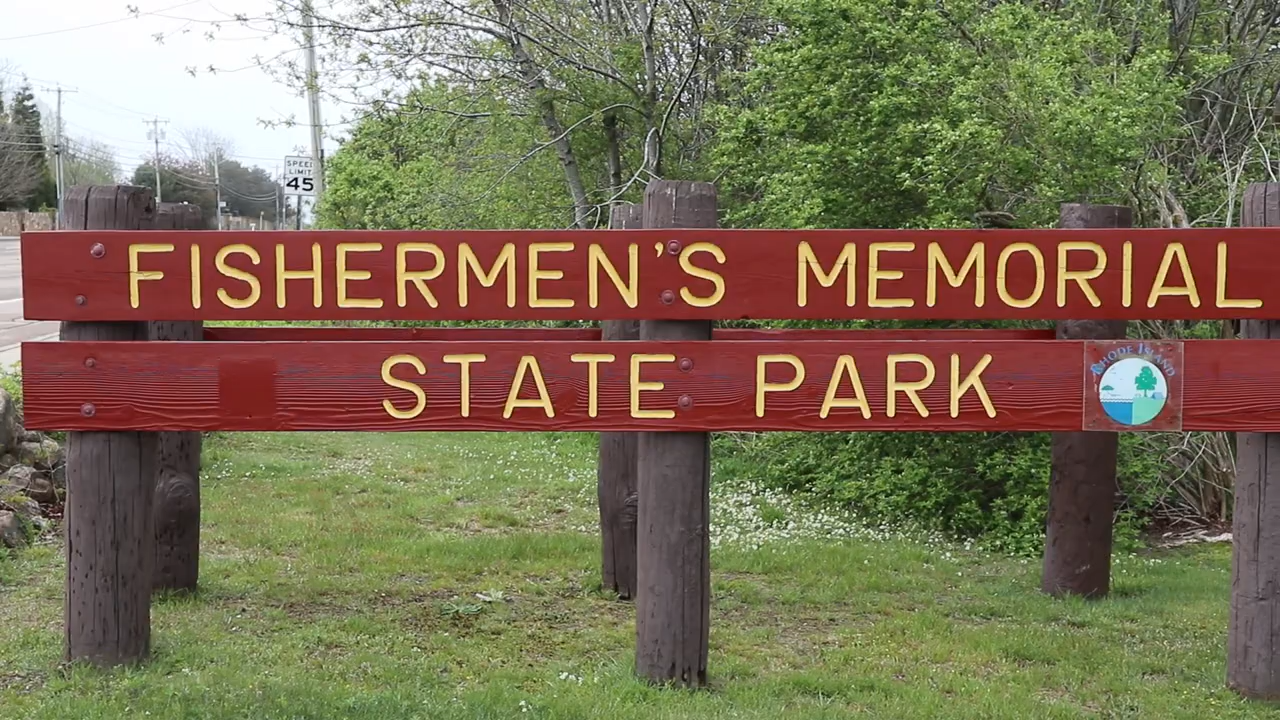 SPEED
LIMIT
45
FISHERMEN'S MEMORIAL
STATE PARK
RHODE ISLAND